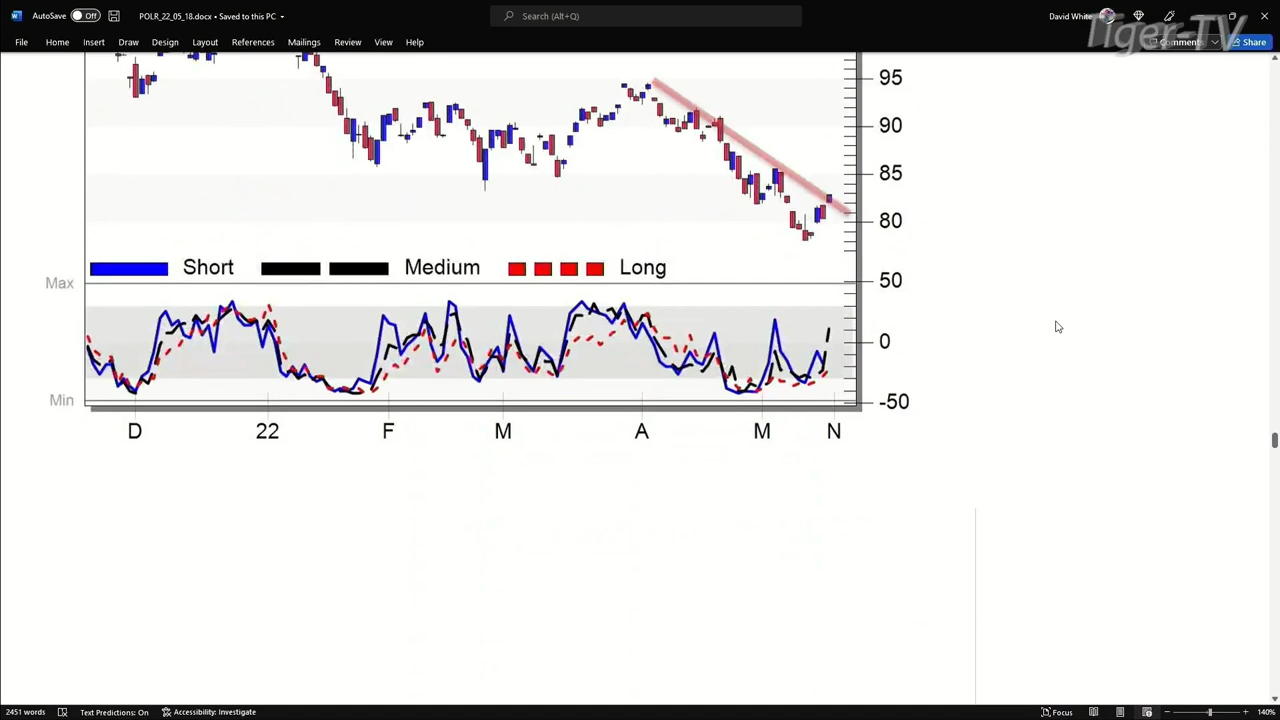 AutoSave Off POLR_22_05_18.docx • Saved to this PC Search (Alt+Q) David White
Tiger-TV
File Home Insert Draw Design Layout References Mailings Review View Help Comments Share
95
90
85
80
Short Medium Long
Max 50
0
Min -50
D 22 F M A M N
2451 words Text Predictions: On Accessibility: Investigate Focus 140%